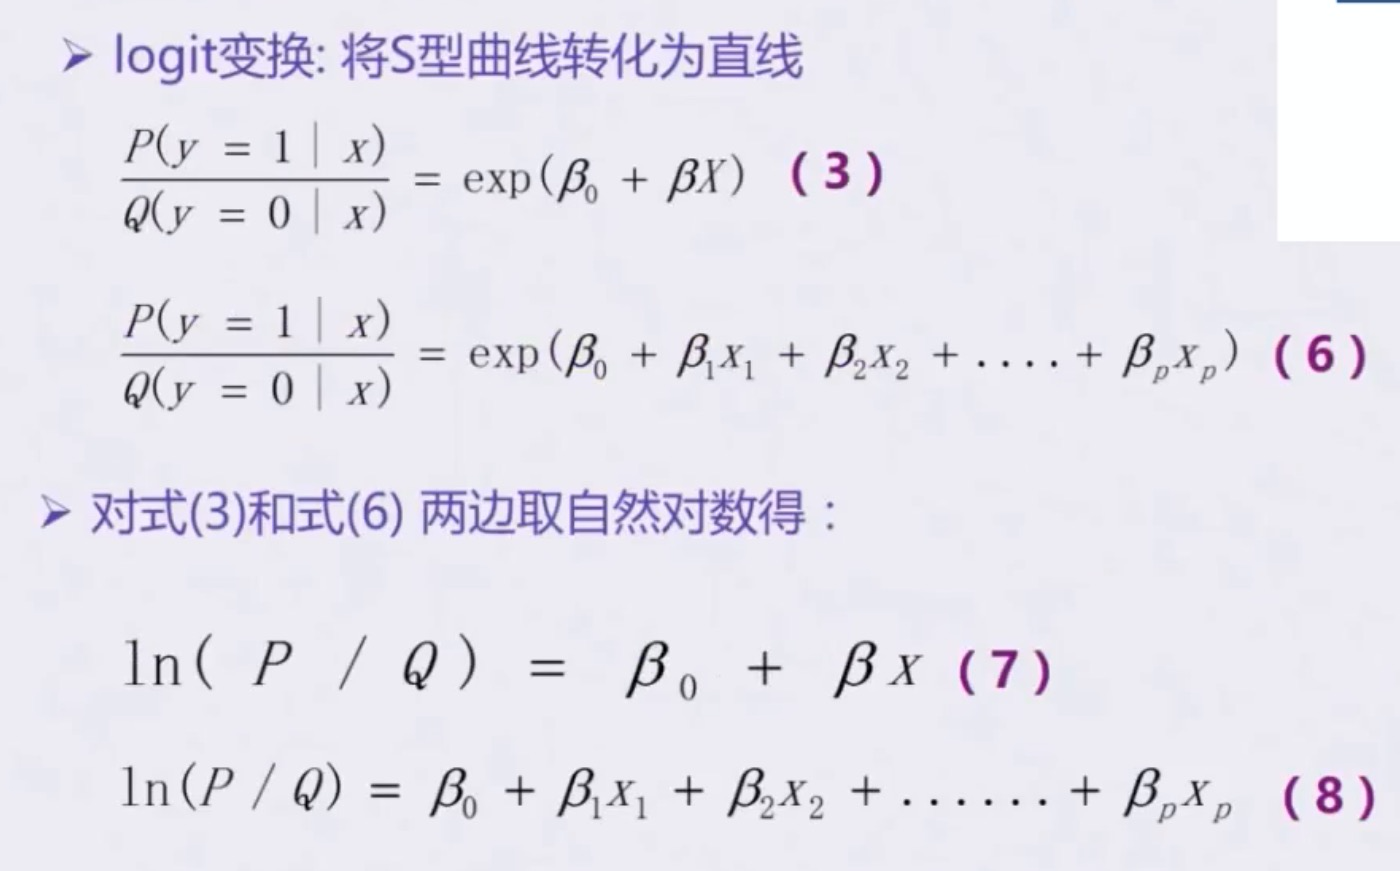 ➢ logit变换: 将S型曲线转化为直线
P(y = 1 | x) / Q(y = 0 | x) = exp(β₀ + βX) (3)
P(y = 1 | x) / Q(y = 0 | x) = exp(β₀ + β₁x₁ + β₂x₂ + .... + βₚxₚ) (6)
➢ 对式(3)和式(6) 两边取自然对数得：
ln( P / Q ) = β₀ + βx (7)
ln(P / Q) = β₀ + β₁x₁ + β₂x₂ + ...... + βₚxₚ (8)